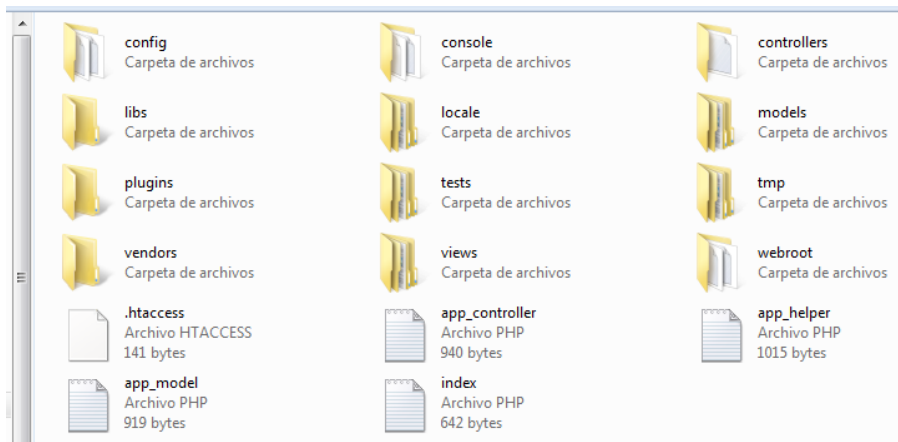 config
Carpeta de archivos
console
Carpeta de archivos
controllers
Carpeta de archivos
libs
Carpeta de archivos
locale
Carpeta de archivos
models
Carpeta de archivos
plugins
Carpeta de archivos
tests
Carpeta de archivos
tmp
Carpeta de archivos
vendors
Carpeta de archivos
views
Carpeta de archivos
webroot
Carpeta de archivos
.htaccess
Archivo HTACCESS
141 bytes
app_controller
Archivo PHP
940 bytes
app_helper
Archivo PHP
1015 bytes
app_model
Archivo PHP
919 bytes
index
Archivo PHP
642 bytes